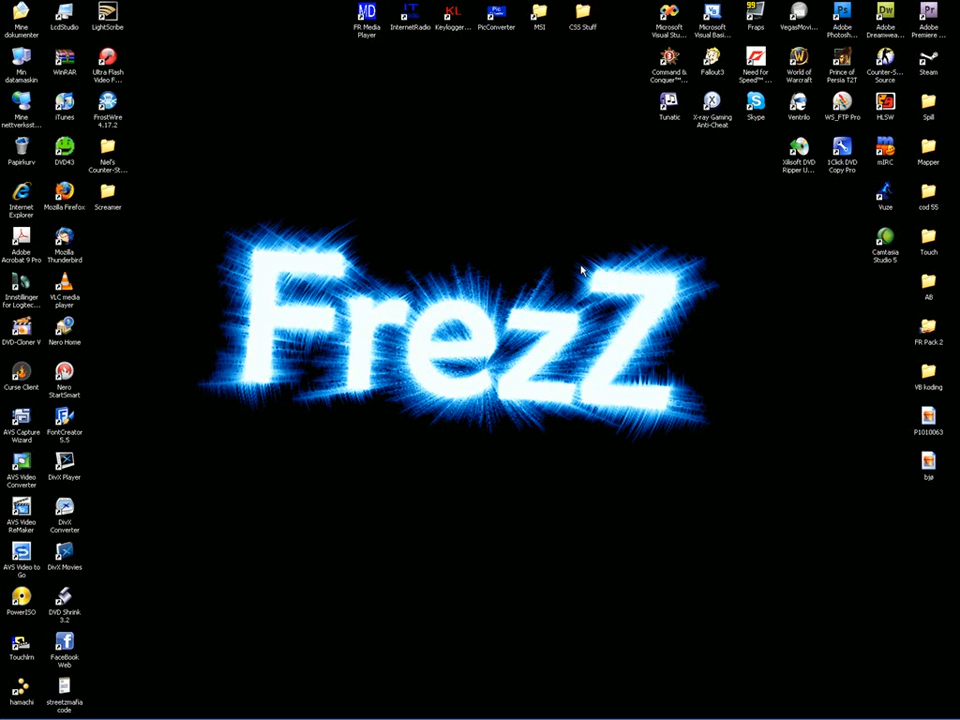 Mine
dokumenter
LcdStudio
LightScribe
FR Media
Player
InternetRadio
Keylogger...
PicConverter
MSI
CS5 Stuff
Microsoft
Visual Stu...
Microsoft
Visual Basi...
99
Fraps
VegasMovi...
Adobe
Photosh...
Adobe
Dreamwea...
Adobe
Premiere ...
Min
datamaskin
WinRAR
Ultra Flash
Video F...
Command &
Conquer™...
Fallout3
Need for
Speed™ ...
World of
Warcraft
Prince of
Persia T2T
Counter-S...
Source
Steam
Mine
nettverkst...
iTunes
FrostWire
4.17.2
Tunatic
X-ray Gaming
Anti-Cheat
Skype
Ventrilo
WS_FTP Pro
HLSW
Spill
Papirkurv
DVD43
Niel's
Counter-St...
Xilisoft DVD
Ripper U...
1Click DVD
Copy Pro
mIRC
Mapper
Internet
Explorer
Mozilla Firefox
Screamer
Vuze
cod 5S
Adobe
Acrobat 9 Pro
Mozilla
Thunderbird
Camtasia
Studio 5
Touch
Innstillinger
for Logitec...
VLC media
player
AB
FrezZ
DVD-Cloner V
Nero Home
FR Pack 2
Curse Client
Nero
StartSmart
VB koding
AVS Capture
Wizard
FontCreator
5.5
P1010063
AVS Video
Converter
DivX Player
bjø
AVS Video
ReMaker
DivX
Converter
AVS Video to
Go
DivX Movies
PowerISO
DVD Shrink
3.2
TouchIrn
FaceBook
Web
hamachi
streetzmafia
code